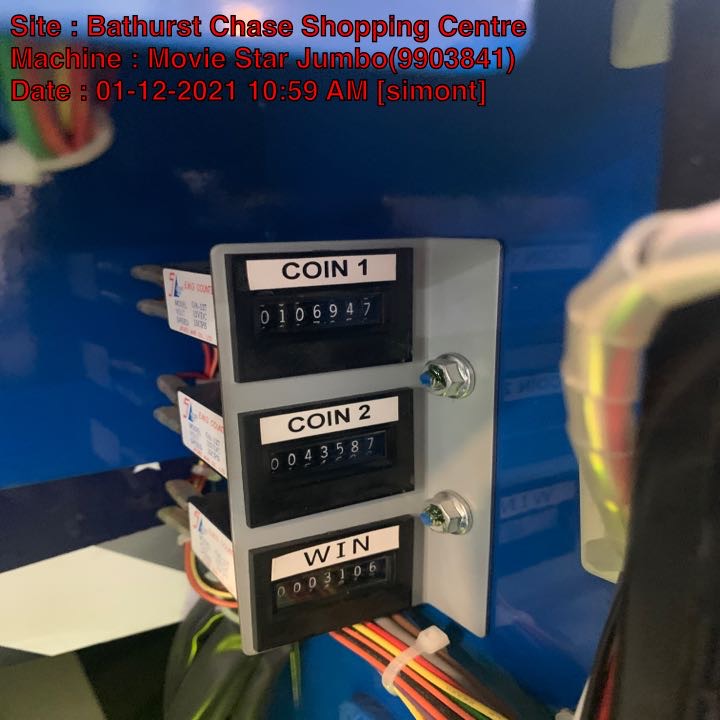 Site : Bathurst Chase Shopping Centre
Machine : Movie Star Jumbo(9903841)
Date : 01-12-2021 10:59 AM [simont]
COIN 1
0106947
COIN 2
0043587
WIN
0003106